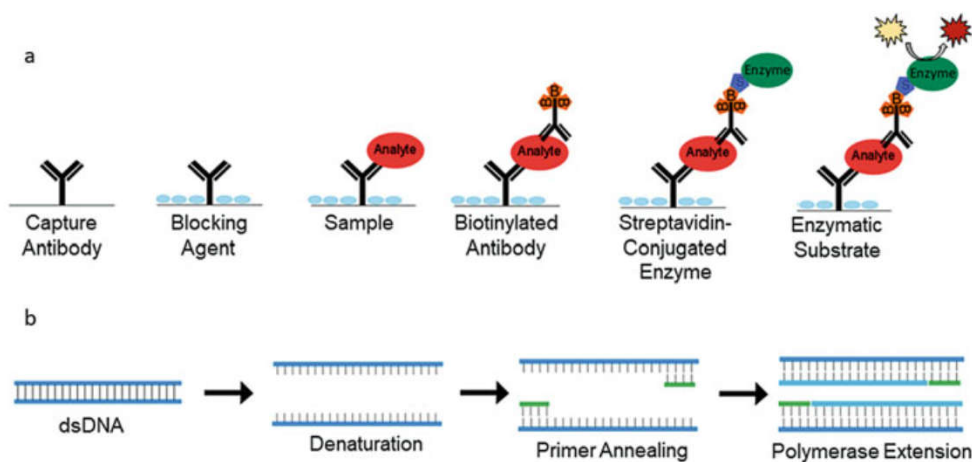 a
Analyte
B B B
Analyte
Enzyme
S
B B B
Analyte
Enzyme
S
B B B
Analyte
Capture
Antibody
Blocking
Agent
Sample
Biotinylated
Antibody
Streptavidin-
Conjugated
Enzyme
Enzymatic
Substrate
b
dsDNA
Denaturation
Primer Annealing
Polymerase Extension